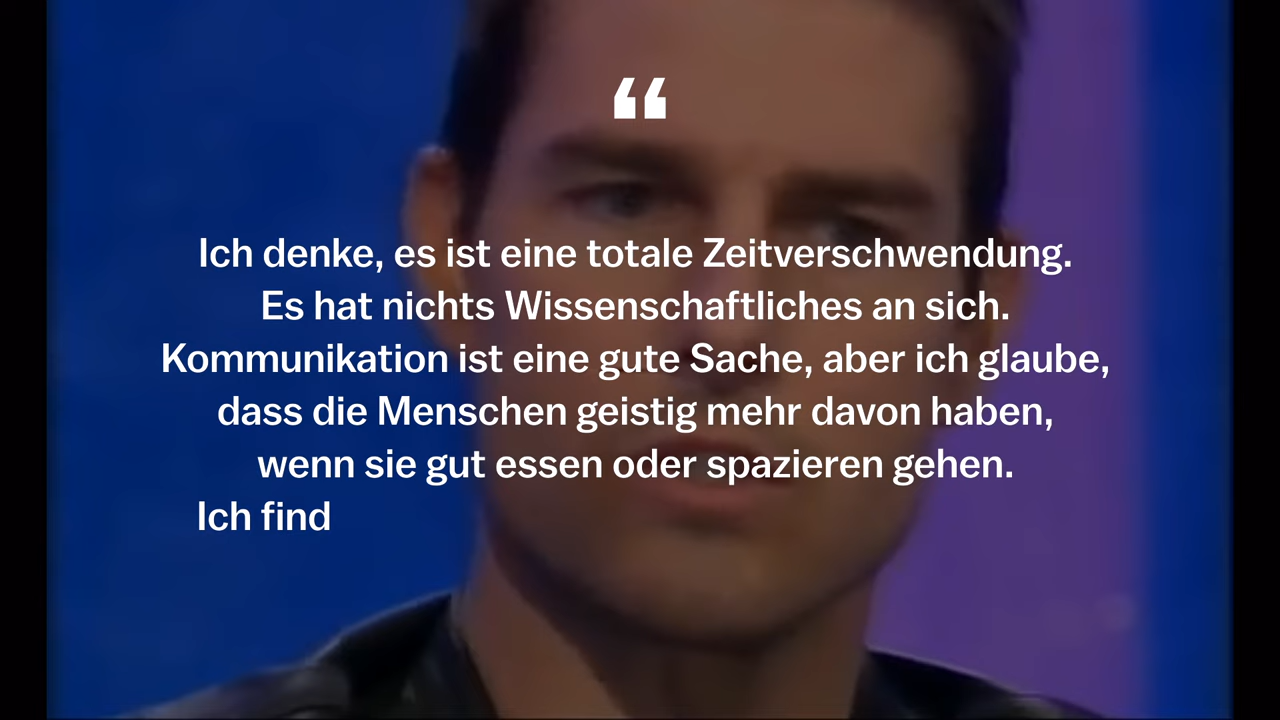 “
Ich denke, es ist eine totale Zeitverschwendung.
Es hat nichts Wissenschaftliches an sich.
Kommunikation ist eine gute Sache, aber ich glaube,
dass die Menschen geistig mehr davon haben,
wenn sie gut essen oder spazieren gehen.
Ich find